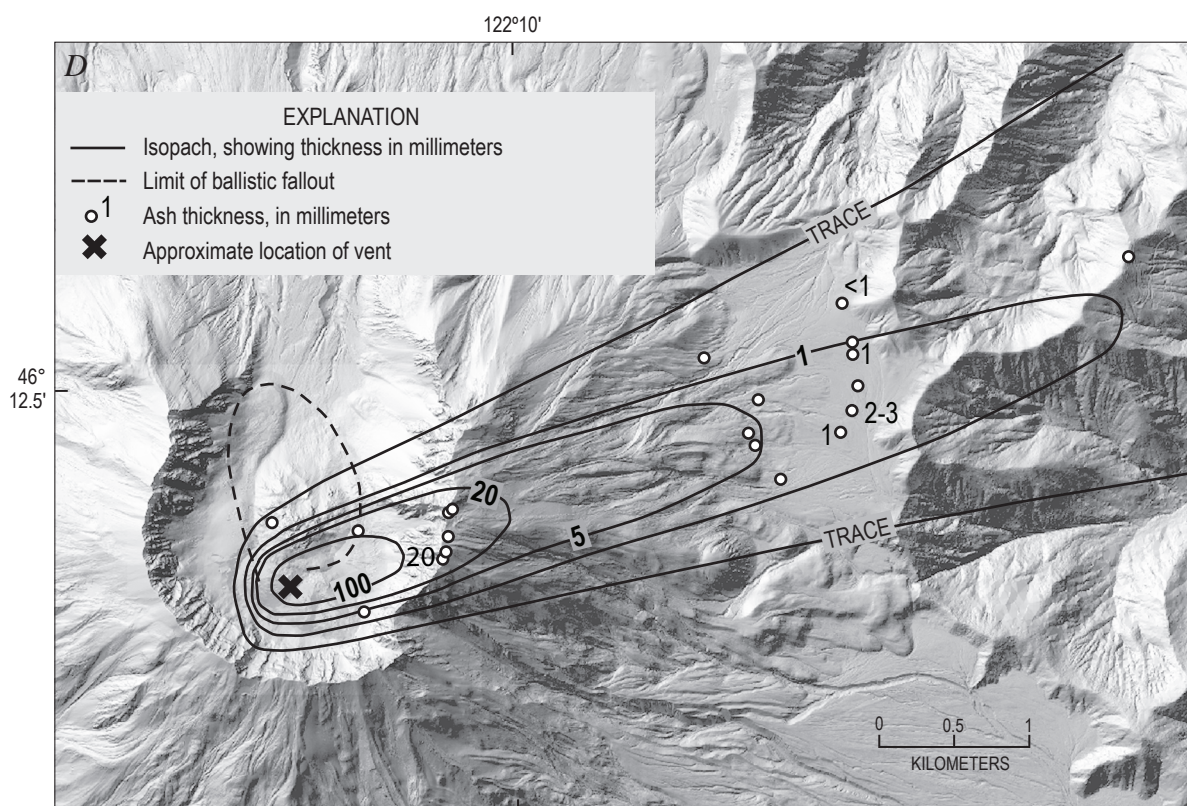 122°10'
D
EXPLANATION
Isopach, showing thickness in millimeters
Limit of ballistic fallout
1 Ash thickness, in millimeters
Approximate location of vent
TRACE
<1
1
1
46°
12.5'
2-3
1
20
5
TRACE
20
100
0 0.5 1
KILOMETERS